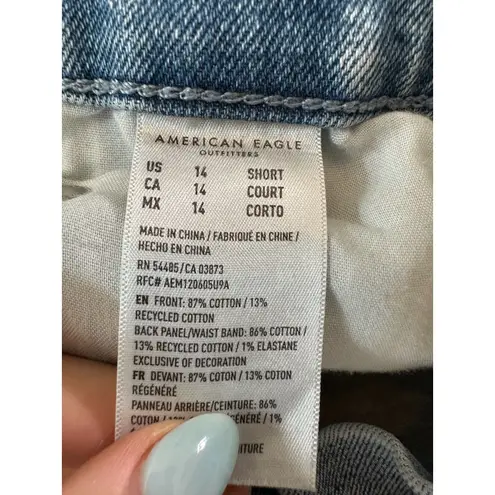 AMERICAN EAGLE
OUTFITTERS
US 14 SHORT
CA 14 COURT
MX 14 CORTO
MADE IN CHINA / FABRIQUÉ EN CHINE /
HECHO EN CHINA
RN 54485/CA 03873
RFC# AEM120605U9A
EN FRONT: 87% COTTON / 13%
RECYCLED COTTON
BACK PANEL/WAIST BAND: 86% COTTON /
13% RECYCLED COTTON / 1% ELASTANE
EXCLUSIVE OF DECORATION
FR DEVANT: 87% COTON / 13% COTON
RÉGÉNÉRÉ
PANNEAU ARRIÈRE/CEINTURE: 86%
COTON / ÉNÉRÉ / 1%
ITURE